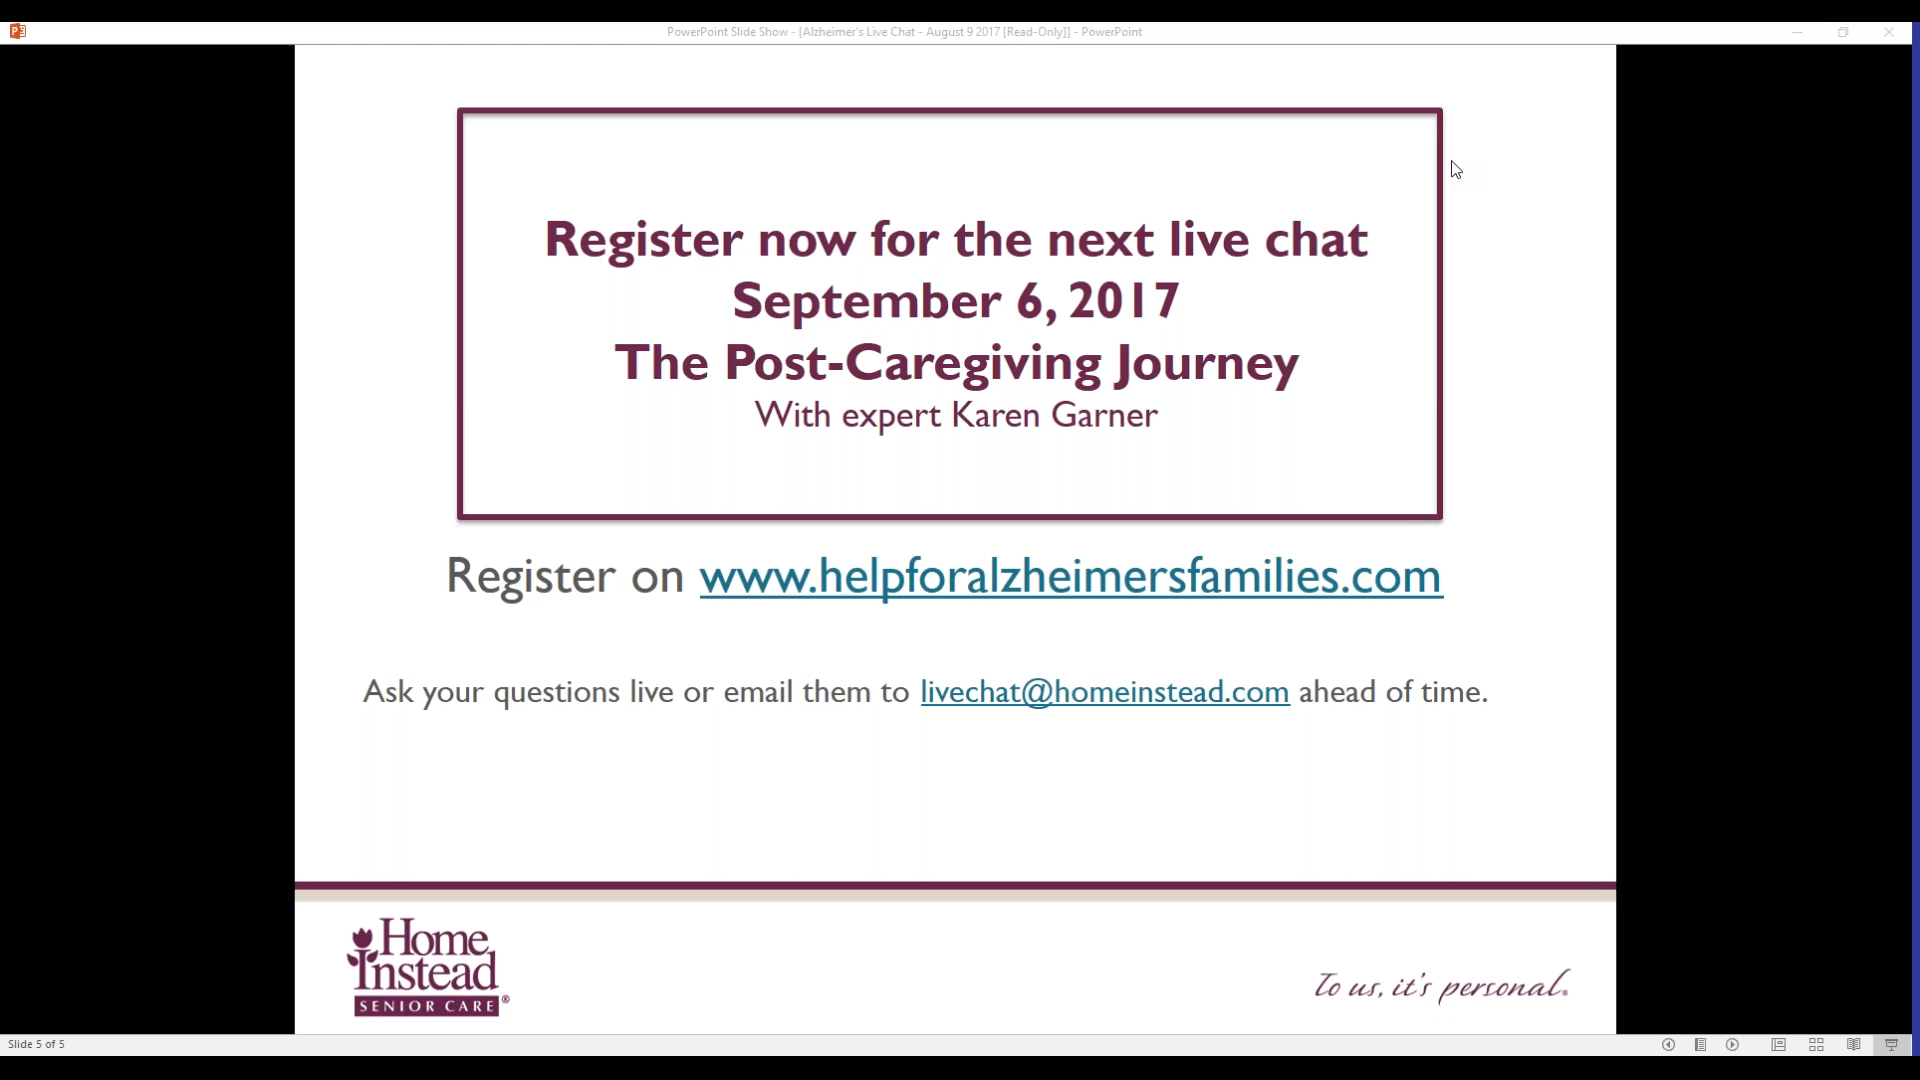 PowerPoint Slide Show - [Alzheimer's Live Chat - August 9 2017 [Read-Only]] - PowerPoint
Register now for the next live chat
September 6, 2017
The Post-Caregiving Journey
With expert Karen Garner
Register on www.helpforalzheimersfamilies.com
Ask your questions live or email them to livechat@homeinstead.com ahead of time.
Home
Instead
SENIOR CARE®
To us, it's personal.
Slide 5 of 5